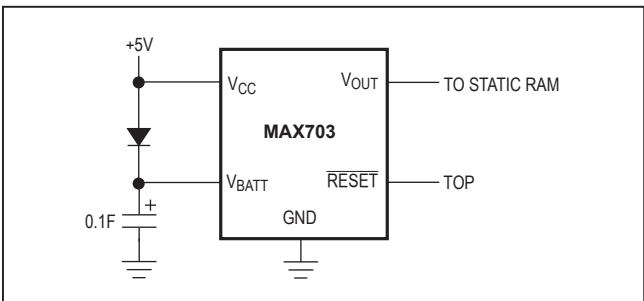 +5V
VCC
VOUT
TO STATIC RAM
MAX703
VBATT
RESET
TOP
+
0.1F
GND